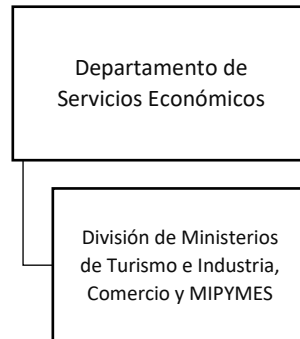 Departamento de
Servicios Económicos
División de Ministerios
de Turismo e Industria,
Comercio y MIPYMES